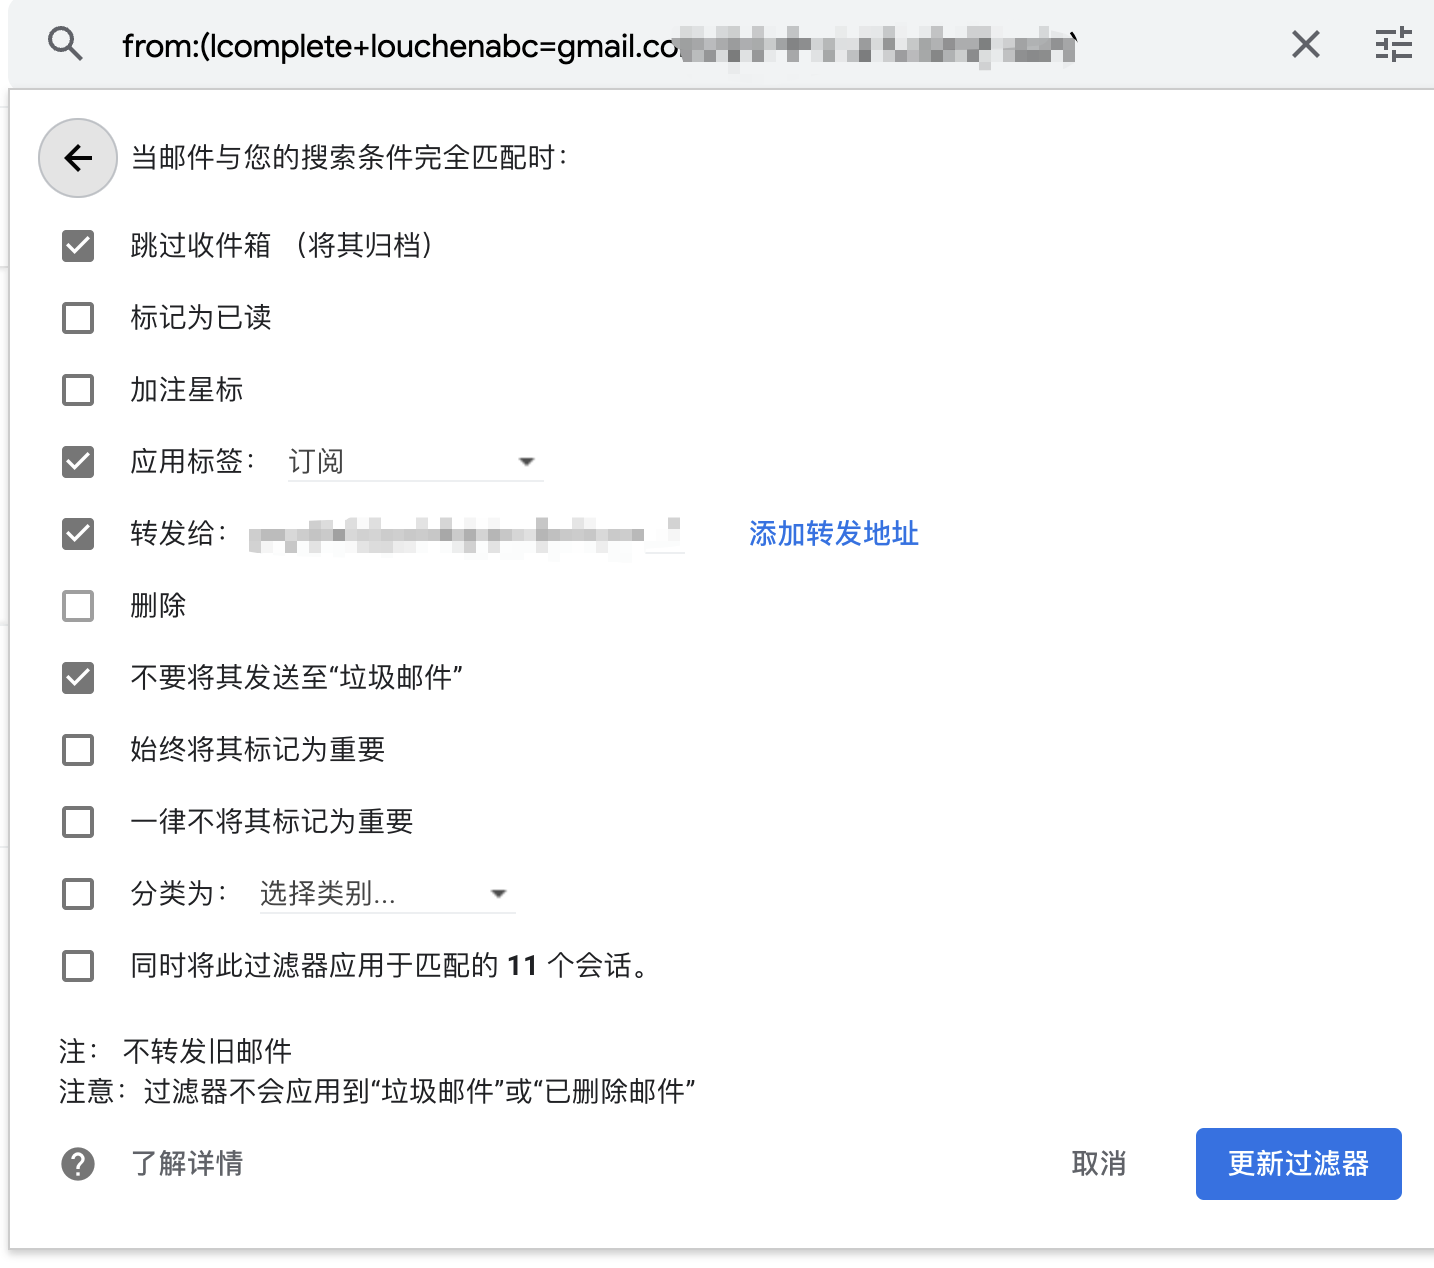 from:(lcomplete+louchenabc=gmail.co
当邮件与您的搜索条件完全匹配时：
跳过收件箱 （将其归档）
标记为已读
加注星标
应用标签： 订阅
转发给： 添加转发地址
删除
不要将其发送至“垃圾邮件”
始终将其标记为重要
一律不将其标记为重要
分类为： 选择类别...
同时将此过滤器应用于匹配的 11 个会话。
注： 不转发旧邮件
注意：过滤器不会应用到“垃圾邮件”或“已删除邮件”
了解详情 取消 更新过滤器